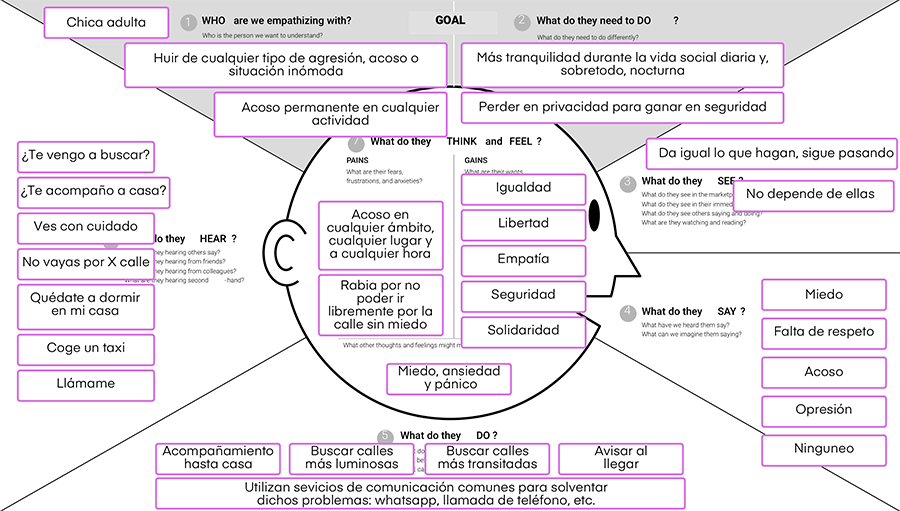 Chica adulta
1 WHO are we empathizing with?
Who is the person we want to understand?
GOAL
2 What do they need to DO ?
What do they need to do differently?
Huir de cualquier tipo de agresión, acoso o
situación inómoda
Acoso permanente en cualquier
actividad
Más tranquilidad durante la vida social diaria y,
sobretodo, nocturna
Perder en privacidad para ganar en seguridad
7 What do they THINK and FEEL ?
PAINS
What are their fears,
frustrations, and anxieties?
GAINS
What are their wants,
Acoso en
cualquier ámbito,
cualquier lugar y
a cualquier hora
Rabia por no
poder ir
libremente por la
calle sin miedo
Igualdad
Libertad
Empatía
Seguridad
Solidaridad
What other thoughts and feelings might
Miedo, ansiedad
y pánico
Da igual lo que hagan, sigue pasando
3 What do they SEE ?
What do they see in the
What do they see in their
What do they see others saying and doing?
What are they watching and reading?
No depende de ellas
4 What do they SAY ?
What have we heard them say?
What can we imagine them saying?
Miedo
Falta de respeto
Acoso
Opresión
Ninguneo
¿Te vengo a buscar?
¿Te acompaño a casa?
Ves con cuidado
do they HEAR ?
they hearing others say?
they hearing from friends?
they hearing from colleagues?
What are they hearing second -hand?
No vayas por X calle
Quédate a dormir
en mi casa
Coge un taxi
Llámame
5 What do they DO ?
Acompañamiento
hasta casa
Buscar calles
más luminosas
Buscar calles
más transitadas
Avisar al
llegar
Utilizan sevicios de comunicación comunes para solventar
dichos problemas: whatsapp, llamada de teléfono, etc.